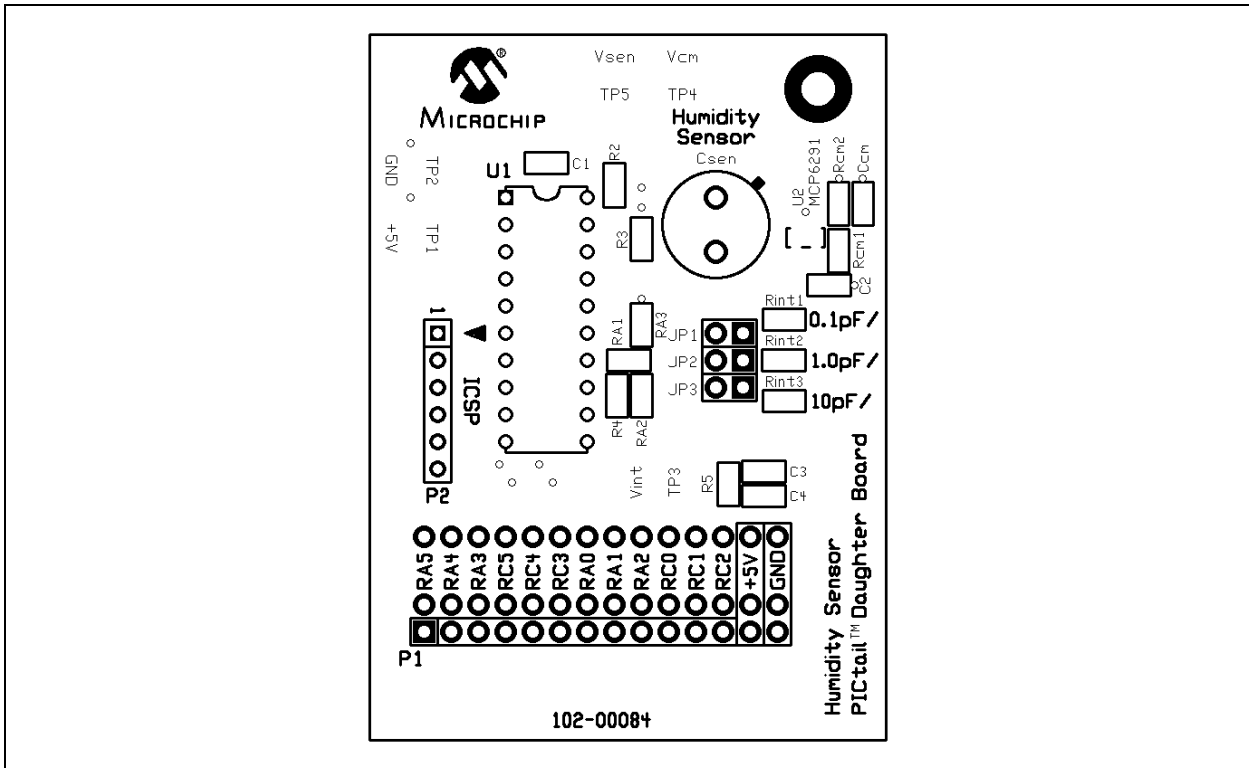 Vsen Vcm
TP5 TP4
®
MICROCHIP
Humidity
Sensor
Csen
GND TP2
+5V TP1
U1
C1
R2
R3
U2
MCP6291
Rcm2
Ccm
Rcm1
C2
1
ICSP
P2
RA1
RA3
R4
RA2
JP1
JP2
JP3
Rint1
0.1pF/
Rint2
1.0pF/
Rint3
10pF/
Vint TP3
R5
C3
C4
RA5 RA4 RA3 RC5 RC4 RC3 RA0 RA1 RA2 RC0 RC1 RC2 +5V GND
P1
Humidity Sensor
PICtail™ Daughter Board
102-00084